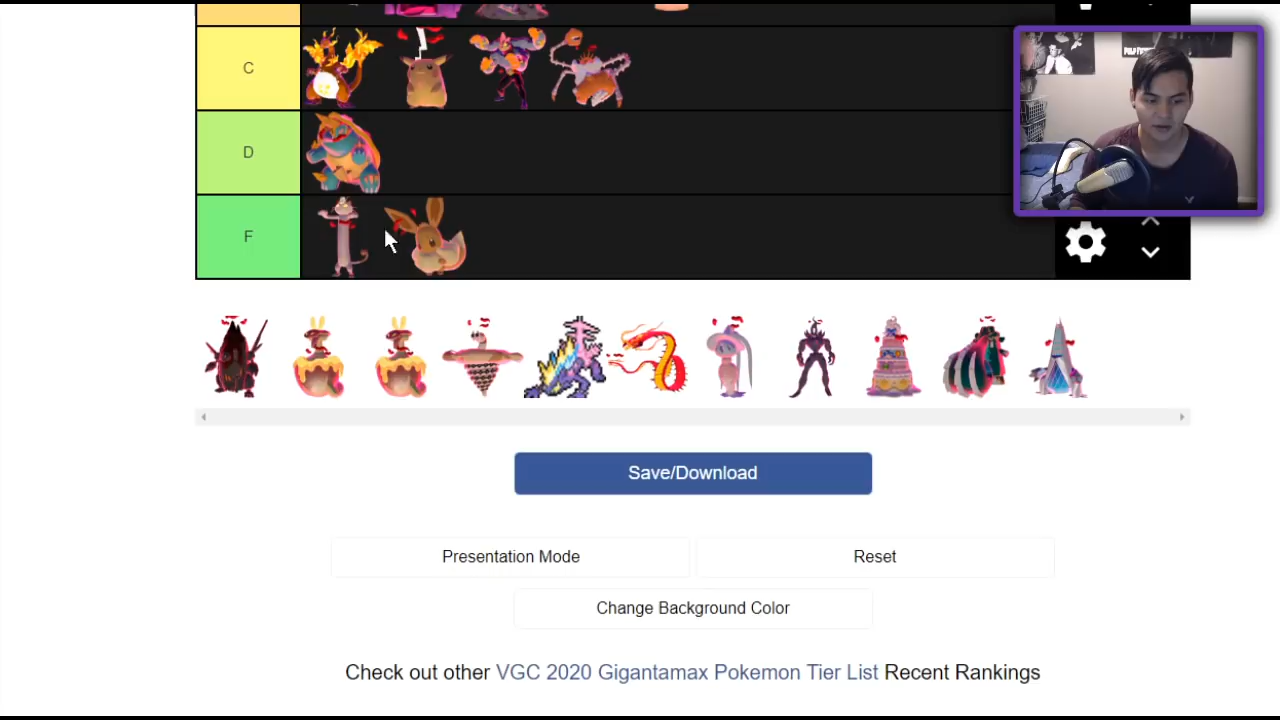 C
D
F
Save/Download
Presentation Mode
Reset
Change Background Color
Check out other VGC 2020 Gigantamax Pokemon Tier List Recent Rankings